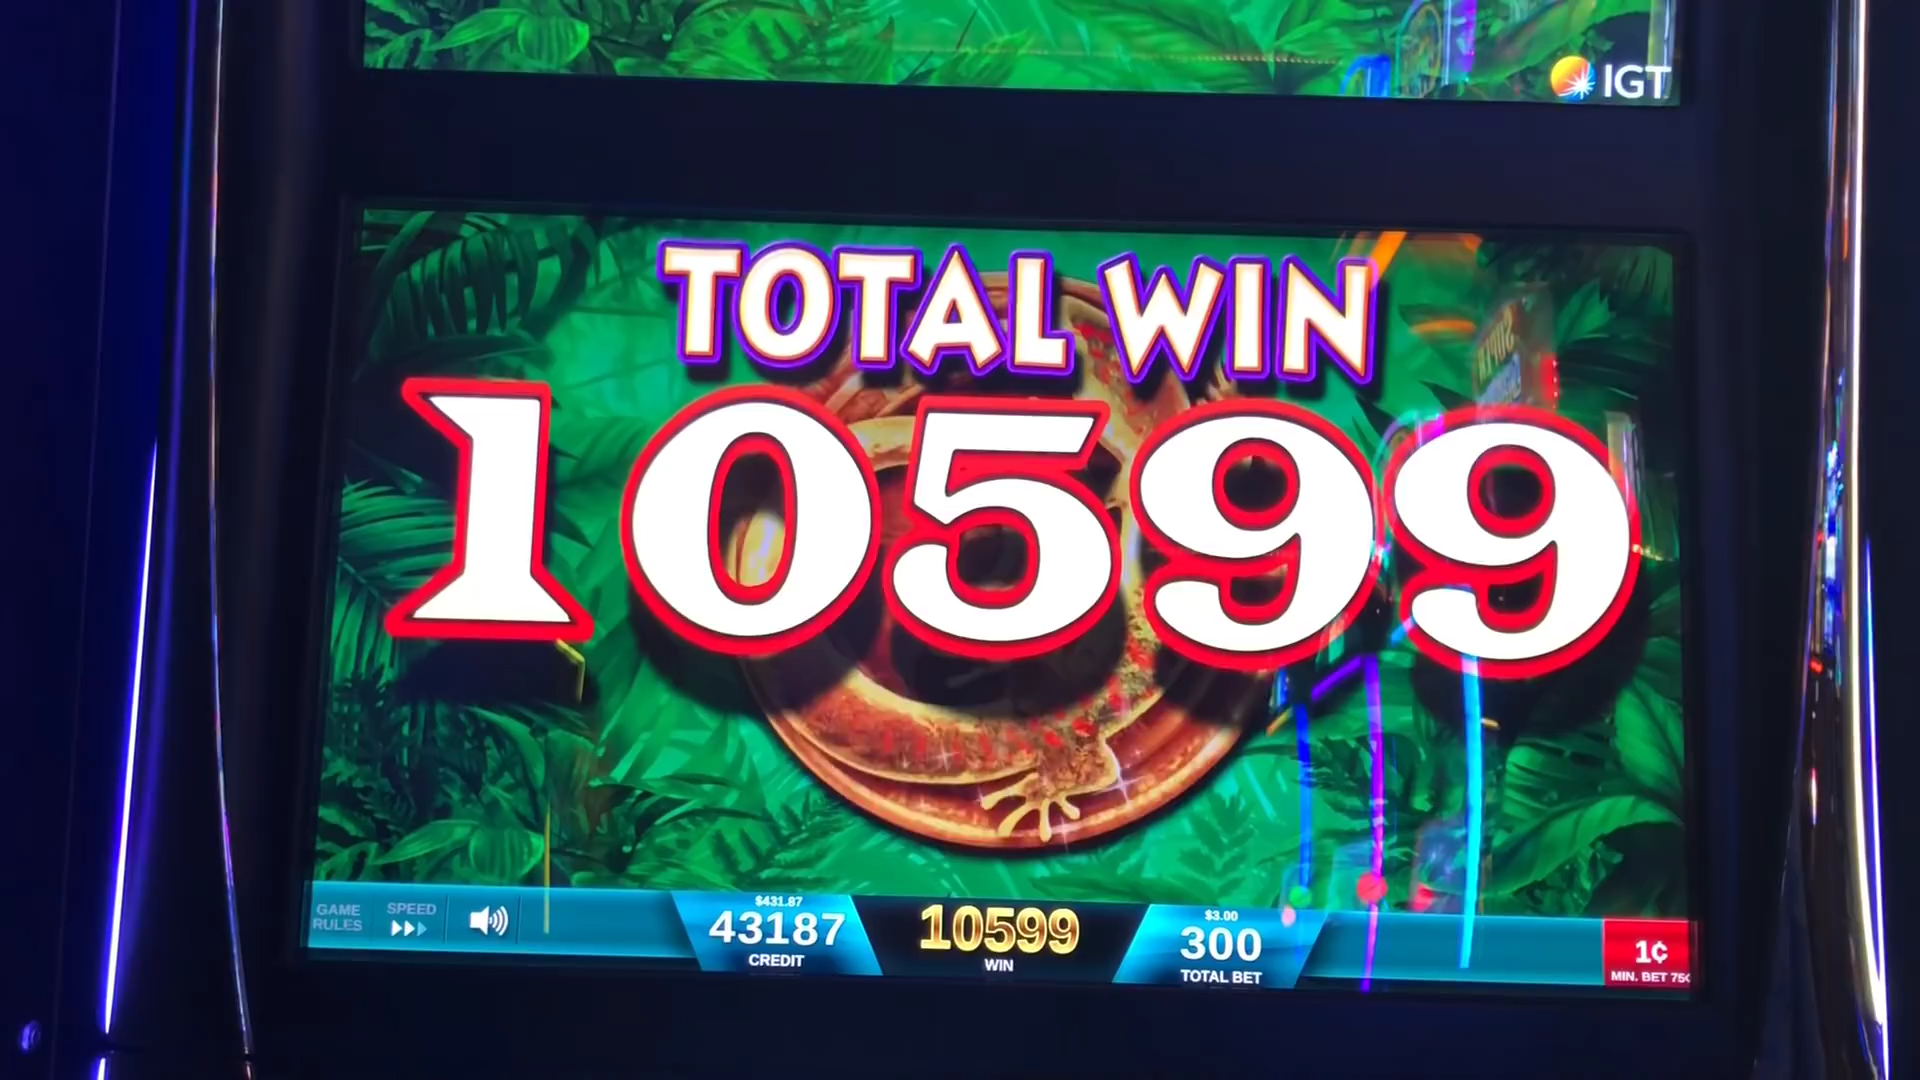 IGT
TOTAL WIN
10599
GAME RULES
SPEED
$431.87
43187
CREDIT
10599
WIN
$3.00
300
TOTAL BET
1¢
MIN. BET 75¢